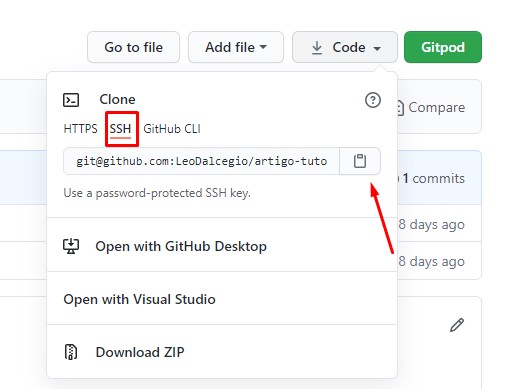 Go to file Add file Code Gitpod
Clone
Compare
HTTPS SSH GitHub CLI
git@github.com:LeoDalcegio/artigo-tuto
1 commits
Use a password-protected SSH key.
8 days ago
Open with GitHub Desktop
8 days ago
Open with Visual Studio
Download ZIP